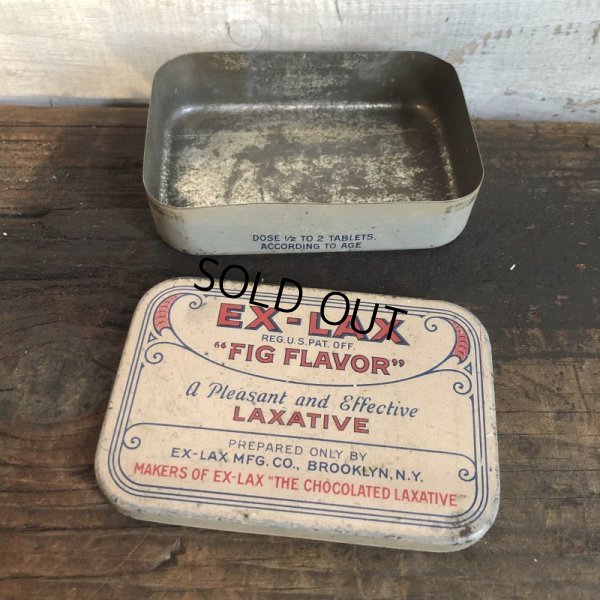 DOSE 1/2 TO 2 TABLETS,
ACCORDING TO AGE
SOLD OUT
EX-LAX
REG.U.S.PAT.OFF.
"FIG FLAVOR"
A Pleasant and Effective
LAXATIVE
PREPARED ONLY BY
EX-LAX MFG. CO., BROOKLYN, N.Y.
MAKERS OF EX-LAX "THE CHOCOLATED LAXATIVE"